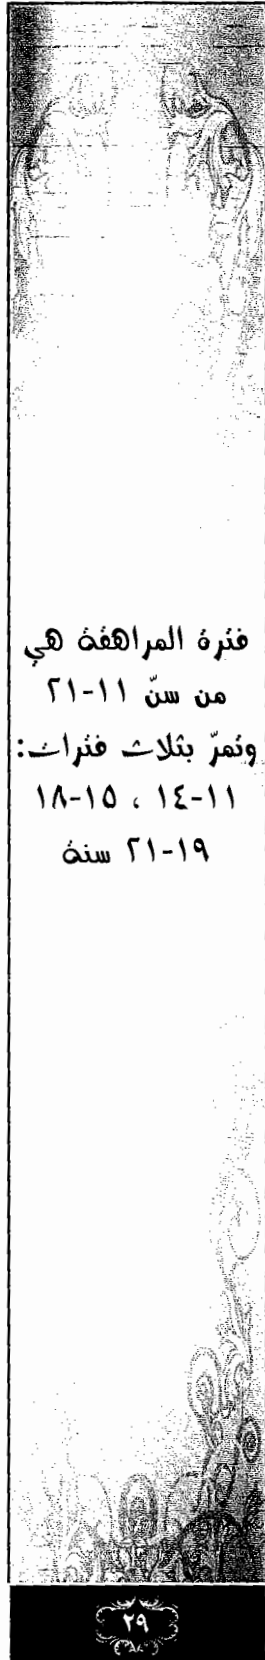 فترة المراهقة هي
من سنّ ١١-٢١
وتمرّ بثلاث فترات:
١١-١٤ ، ١٥-١٨
١٩-٢١ سنة
٢٩